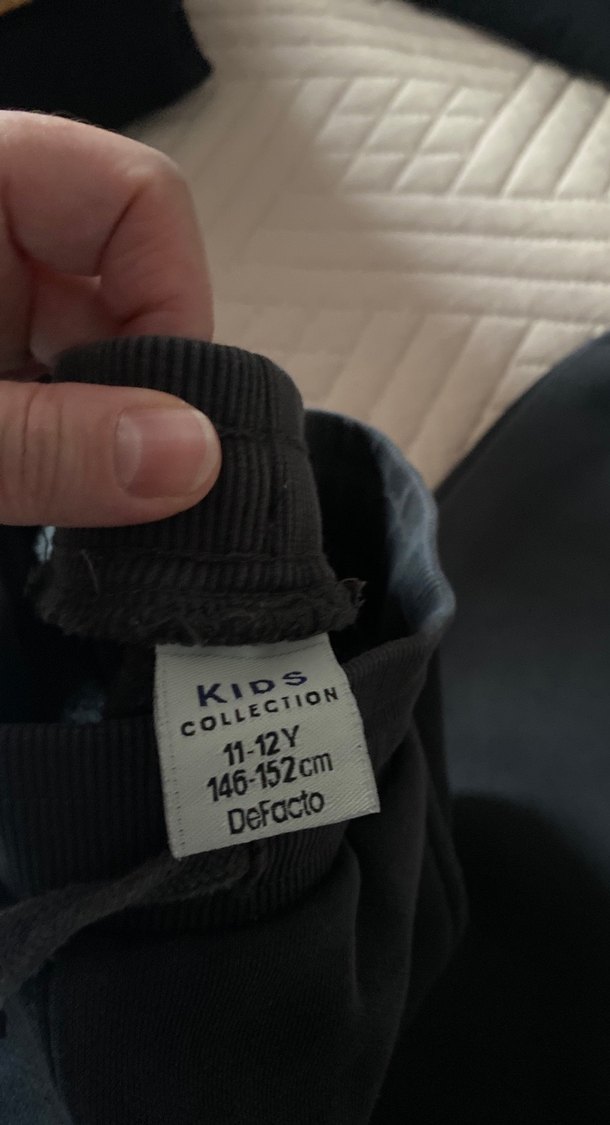 KIDS
COLLECTION
11-12Y
146-152cm
DeFacto